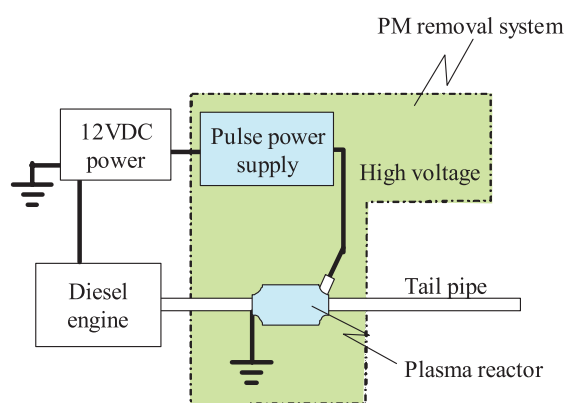 PM removal system
12VDC
power
Pulse power
supply
High voltage
Diesel
engine
Tail pipe
Plasma reactor